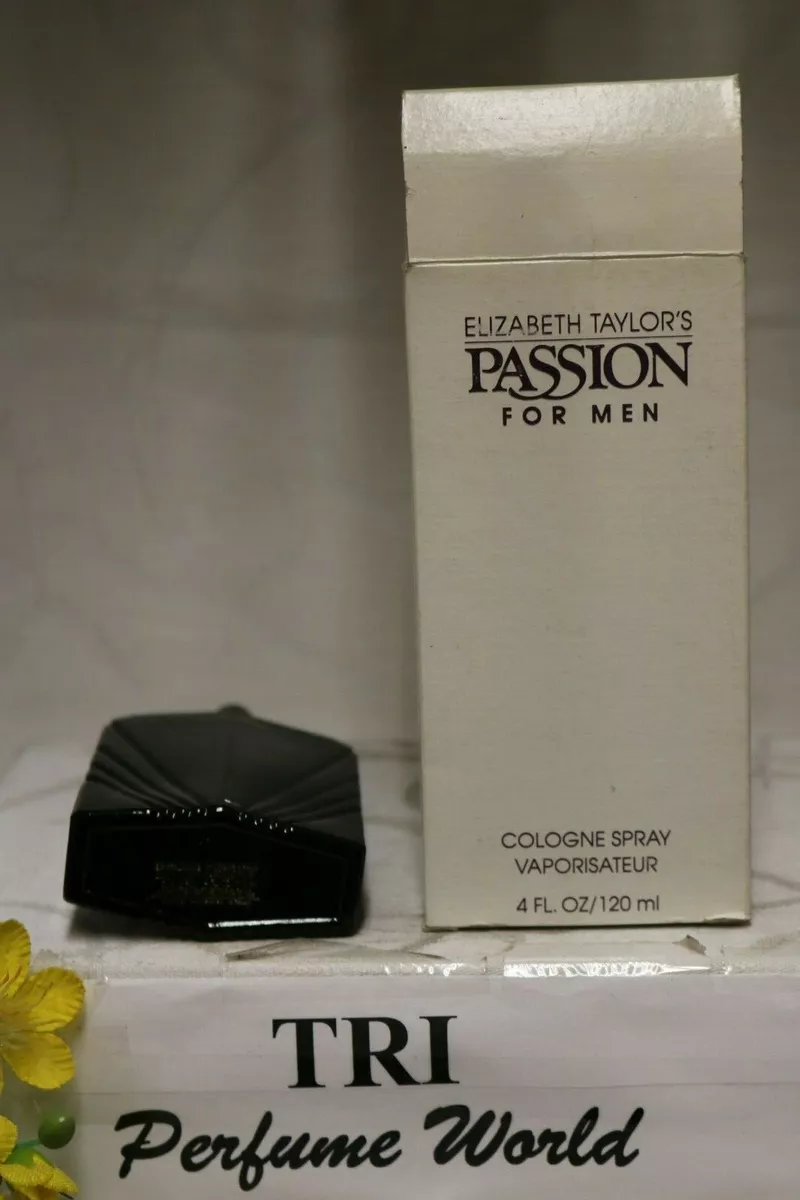 ELIZABETH TAYLOR'S
PASSION
FOR MEN
COLOGNE SPRAY
VAPORISATEUR
4 FL. OZ/120 ml
TRI
Perfume World